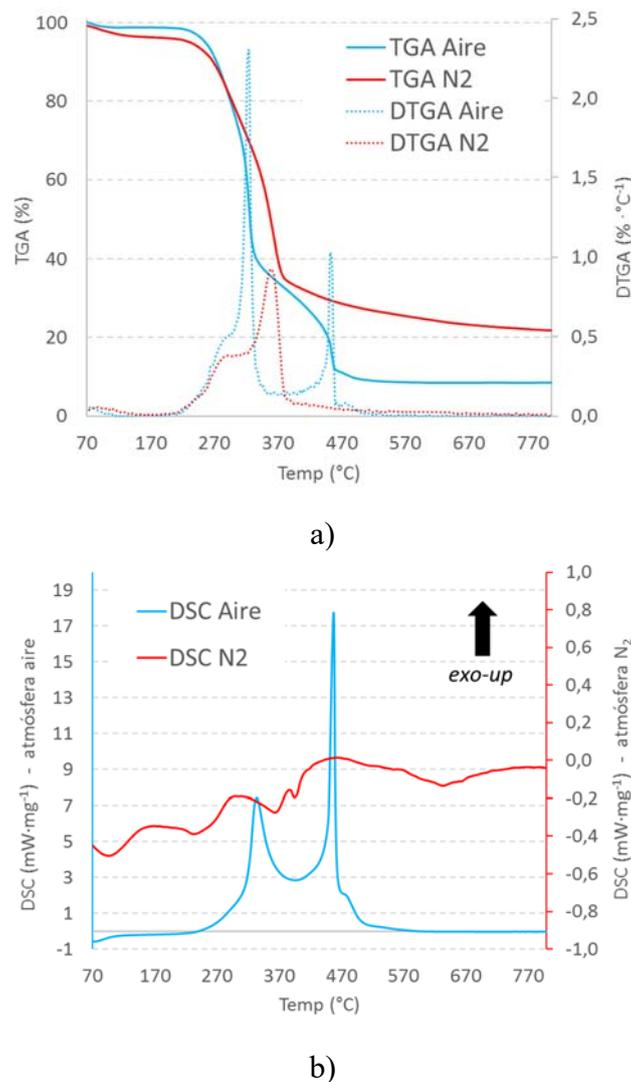 100
80
60
40
20
0
TGA (%)
TGA Aire
TGA N2
DTGA Aire
DTGA N2
2,5
2,0
1,5
1,0
0,5
0,0
DTGA (% · °C⁻¹)
70 170 270 370 470 570 670 770
Temp (°C)
a)
19
17
15
13
11
9
7
5
3
1
-1
DSC (mW·mg⁻¹) - atmósfera aire
DSC Aire
DSC N2
exo-up
1,0
0,8
0,6
0,4
0,2
0,0
-0,2
-0,4
-0,6
-0,8
-1,0
DSC (mW·mg⁻¹) - atmósfera N₂
70 170 270 370 470 570 670 770
Temp (°C)
b)